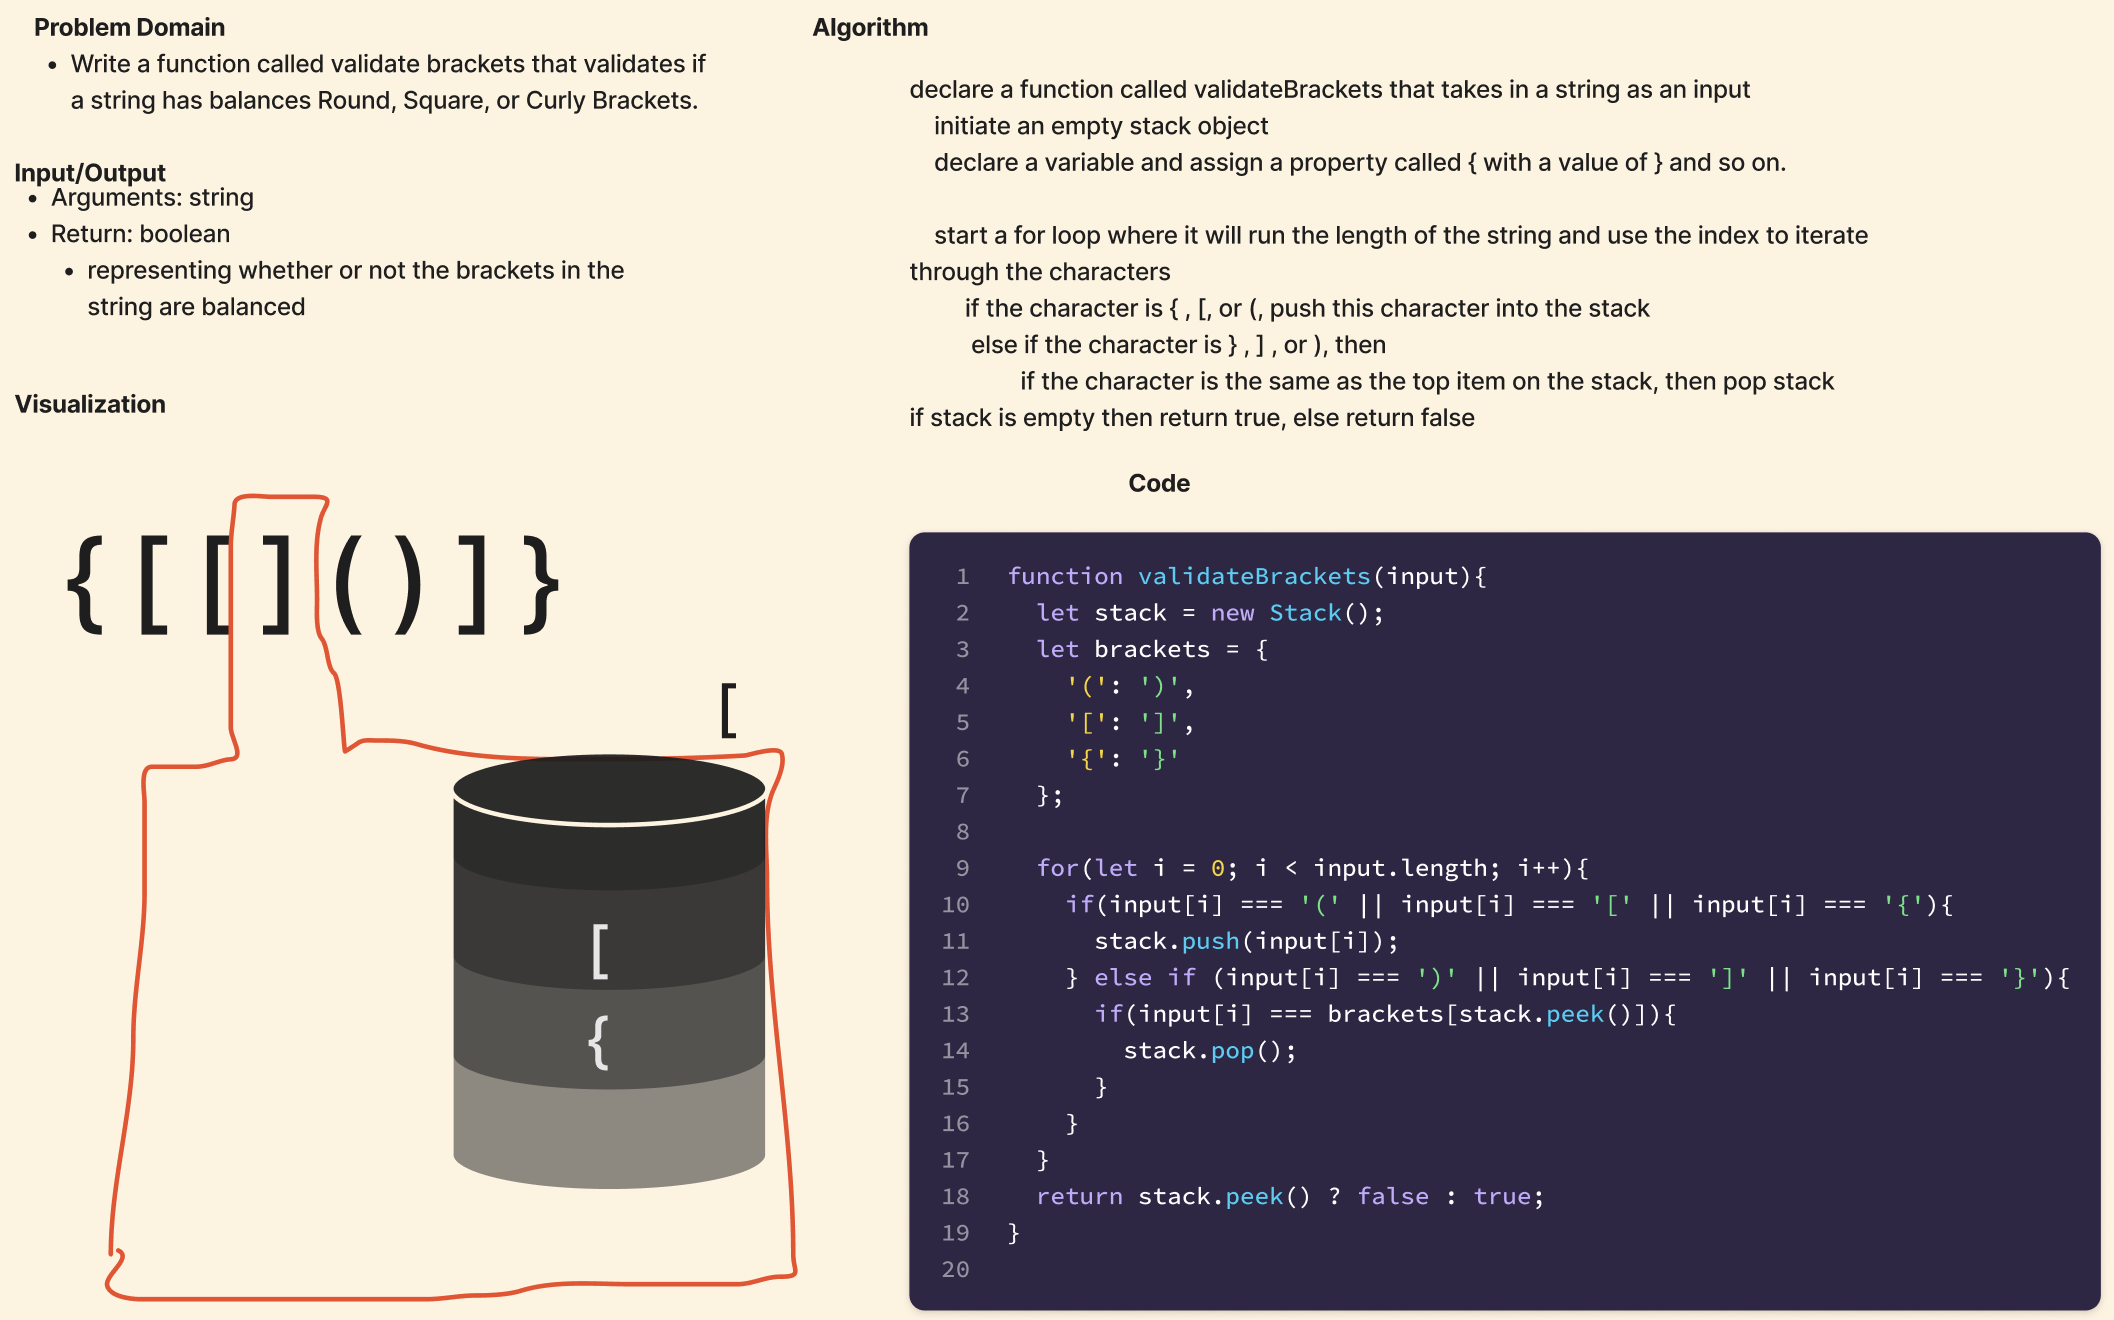 Problem Domain
• Write a function called validate brackets that validates if
a string has balances Round, Square, or Curly Brackets.
Input/Output
• Arguments: string
• Return: boolean
• representing whether or not the brackets in the
string are balanced
Visualization
{[[]()]}
[
[
{
Algorithm
declare a function called validateBrackets that takes in a string as an input
initiate an empty stack object
declare a variable and assign a property called { with a value of } and so on.
start a for loop where it will run the length of the string and use the index to iterate
through the characters
if the character is { , [, or (, push this character into the stack
else if the character is } , ] , or ), then
if the character is the same as the top item on the stack, then pop stack
if stack is empty then return true, else return false
Code
1 function validateBrackets(input){
2   let stack = new Stack();
3   let brackets = {
4     '(': ')',
5     '[': ']',
6     '{': '}'
7   };
8
9   for(let i = 0; i < input.length; i++){
10     if(input[i] === '(' || input[i] === '[' || input[i] === '{'){
11       stack.push(input[i]);
12     } else if (input[i] === ')' || input[i] === ']' || input[i] === '}'){
13       if(input[i] === brackets[stack.peek()]){
14         stack.pop();
15       }
16     }
17   }
18   return stack.peek() ? false : true;
19 }
20